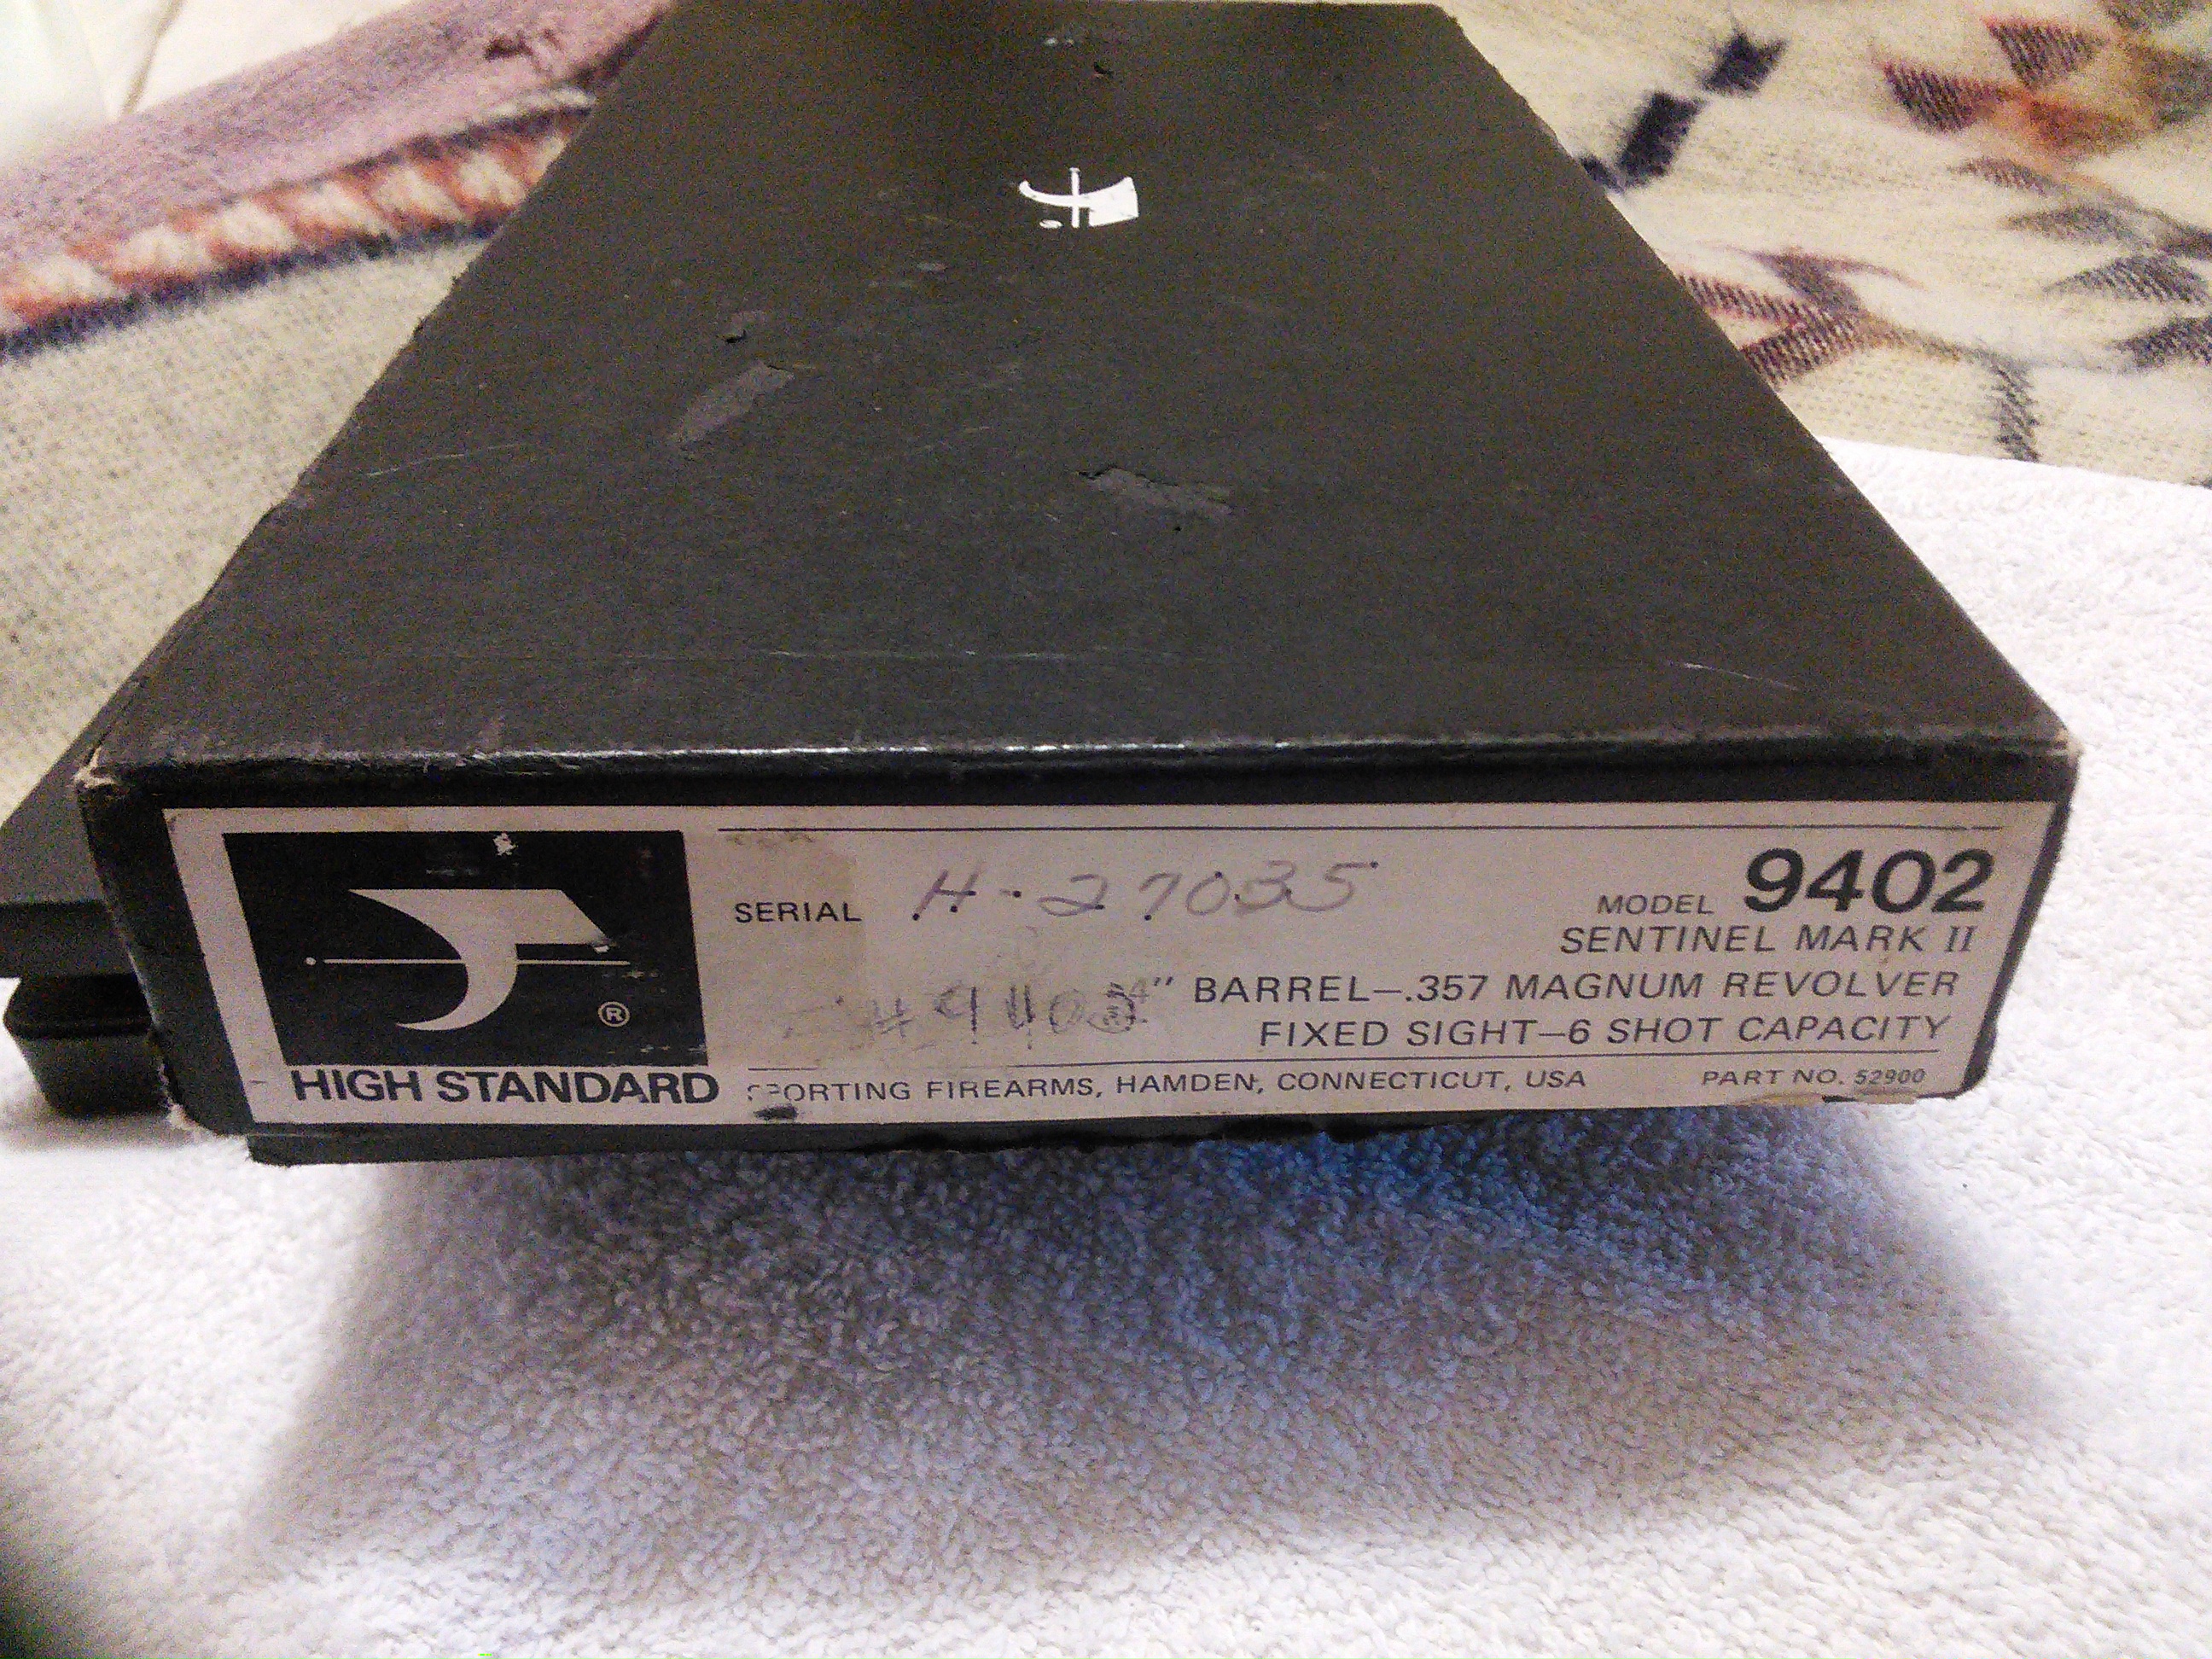 SERIAL H-27035
MODEL 9402
SENTINEL MARK II
4" BARREL—.357 MAGNUM REVOLVER
#9403
FIXED SIGHT—6 SHOT CAPACITY
®
HIGH STANDARD SPORTING FIREARMS, HAMDEN, CONNECTICUT, USA PART NO. 52900